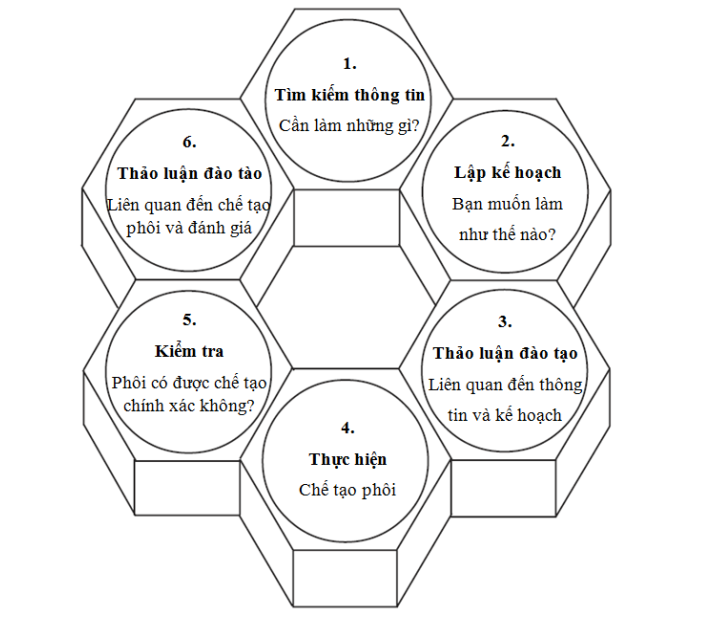 1.
Tìm kiếm thông tin
Cần làm những gì?
2.
Lập kế hoạch
Bạn muốn làm
như thế nào?
3.
Thảo luận đào tạo
Liên quan đến thông
tin và kế hoạch
4.
Thực hiện
Chế tạo phôi
5.
Kiểm tra
Phôi có được chế tạo
chính xác không?
6.
Thảo luận đào tào
Liên quan đến chế tạo
phôi và đánh giá